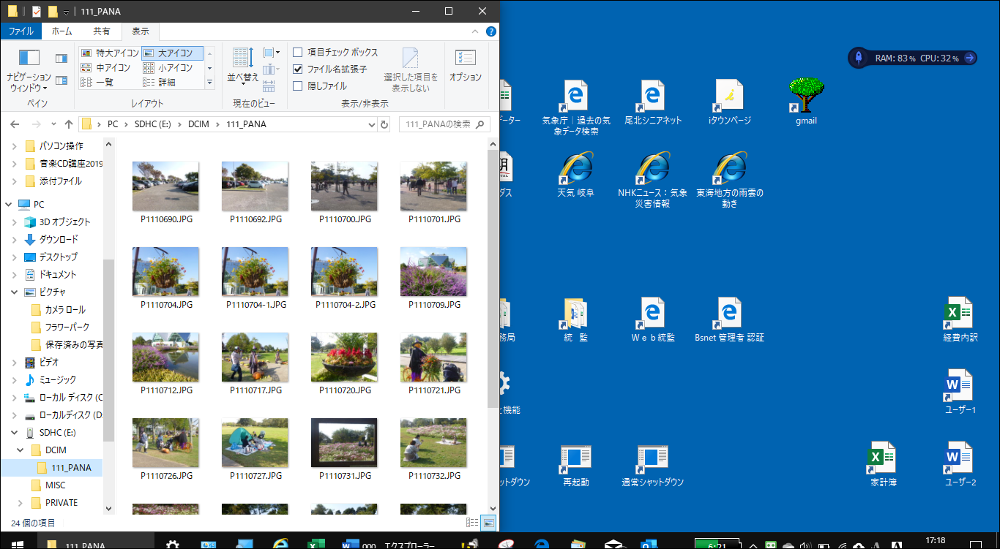 111_PANA
ファイル
ホーム
共有
表示
ナビゲーション
ウィンドウ
ペイン
特大アイコン
大アイコン
中アイコン
小アイコン
一覧
詳細
レイアウト
並べ替え
現在のビュー
項目チェック ボックス
ファイル名拡張子
隠しファイル
選択した項目を
表示しない
表示/非表示
オプション
PC
SDHC (E:)
DCIM
111_PANA
111_PANAの検索
パソコン操作
音楽CD講座2019
添付ファイル
PC
3D オブジェクト
ダウンロード
デスクトップ
ドキュメント
ピクチャ
カメラ ロール
フラワーパーク
保存済みの写真
ビデオ
ミュージック
ローカル ディスク (C
ローカルディスク (D
SDHC (E:)
DCIM
111_PANA
MISC
PRIVATE
P1110690.JPG
P1110692.JPG
P1110700.JPG
P1110701.JPG
P1110704.JPG
P1110704-1.JPG
P1110704-2.JPG
P1110709.JPG
P1110712.JPG
P1110717.JPG
P1110720.JPG
P1110721.JPG
P1110726.JPG
P1110727.JPG
P1110731.JPG
P1110732.JPG
24 個の項目
RAM: 83% CPU: 32%
ーター
気象庁｜過去の気
象データ検索
尾北シニアネット
iタウンページ
gmail
ダス
天気 岐阜
NHKニュース：気象
災害情報
東海地方の雨雲の
動き
務局
統　監
Ｗｅｂ統監
Bsnet 管理者 認証
経費内訳
と機能
ユーザー1
ットダウン
再起動
通常シャットダウン
家計簿
ユーザー2
111_PANA
000
エクスプローラー
6:21
A
17:18